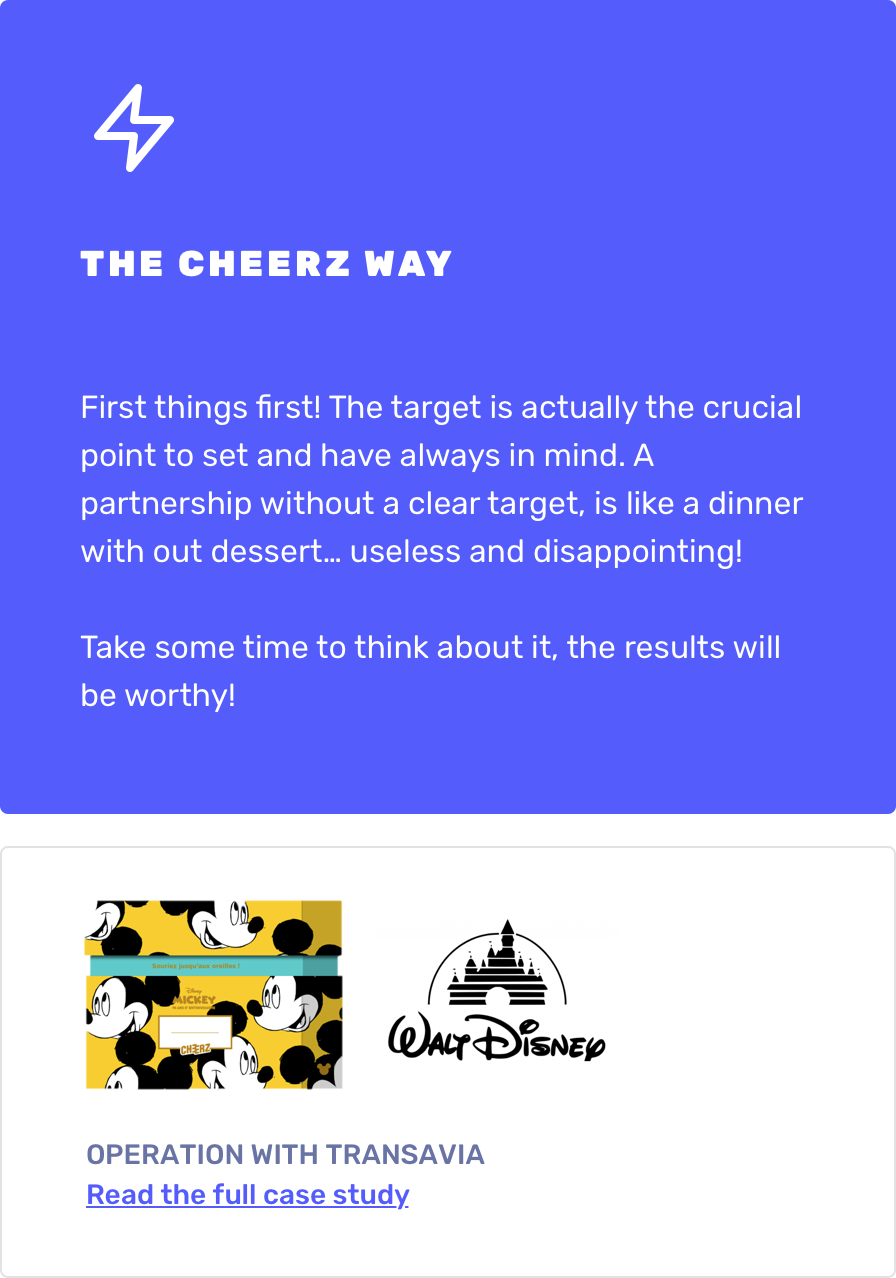 THE CHEERZ WAY
First things first! The target is actually the crucial
point to set and have always in mind. A
partnership without a clear target, is like a dinner
with out dessert… useless and disappointing!
Take some time to think about it, the results will
be worthy!
Souriez jusqu'aux oreilles !
Disney
MICKEY
CHEERZ
WALT DISNEY
OPERATION WITH TRANSAVIA
Read the full case study